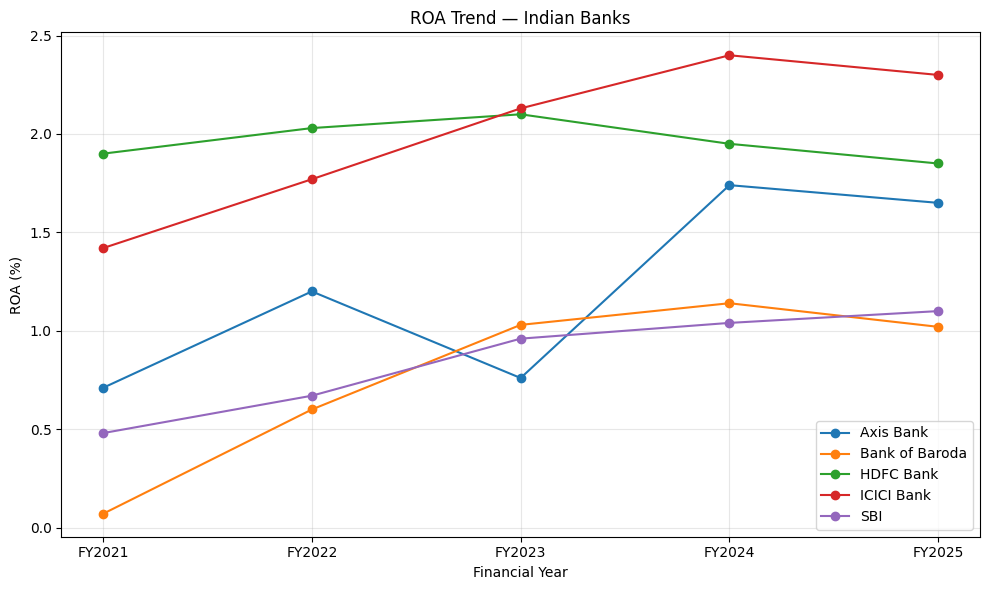 ROA Trend — Indian Banks
ROA (%)
2.5
2.0
1.5
1.0
0.5
0.0
FY2021 FY2022 FY2023 FY2024 FY2025
Financial Year
Axis Bank
Bank of Baroda
HDFC Bank
ICICI Bank
SBI